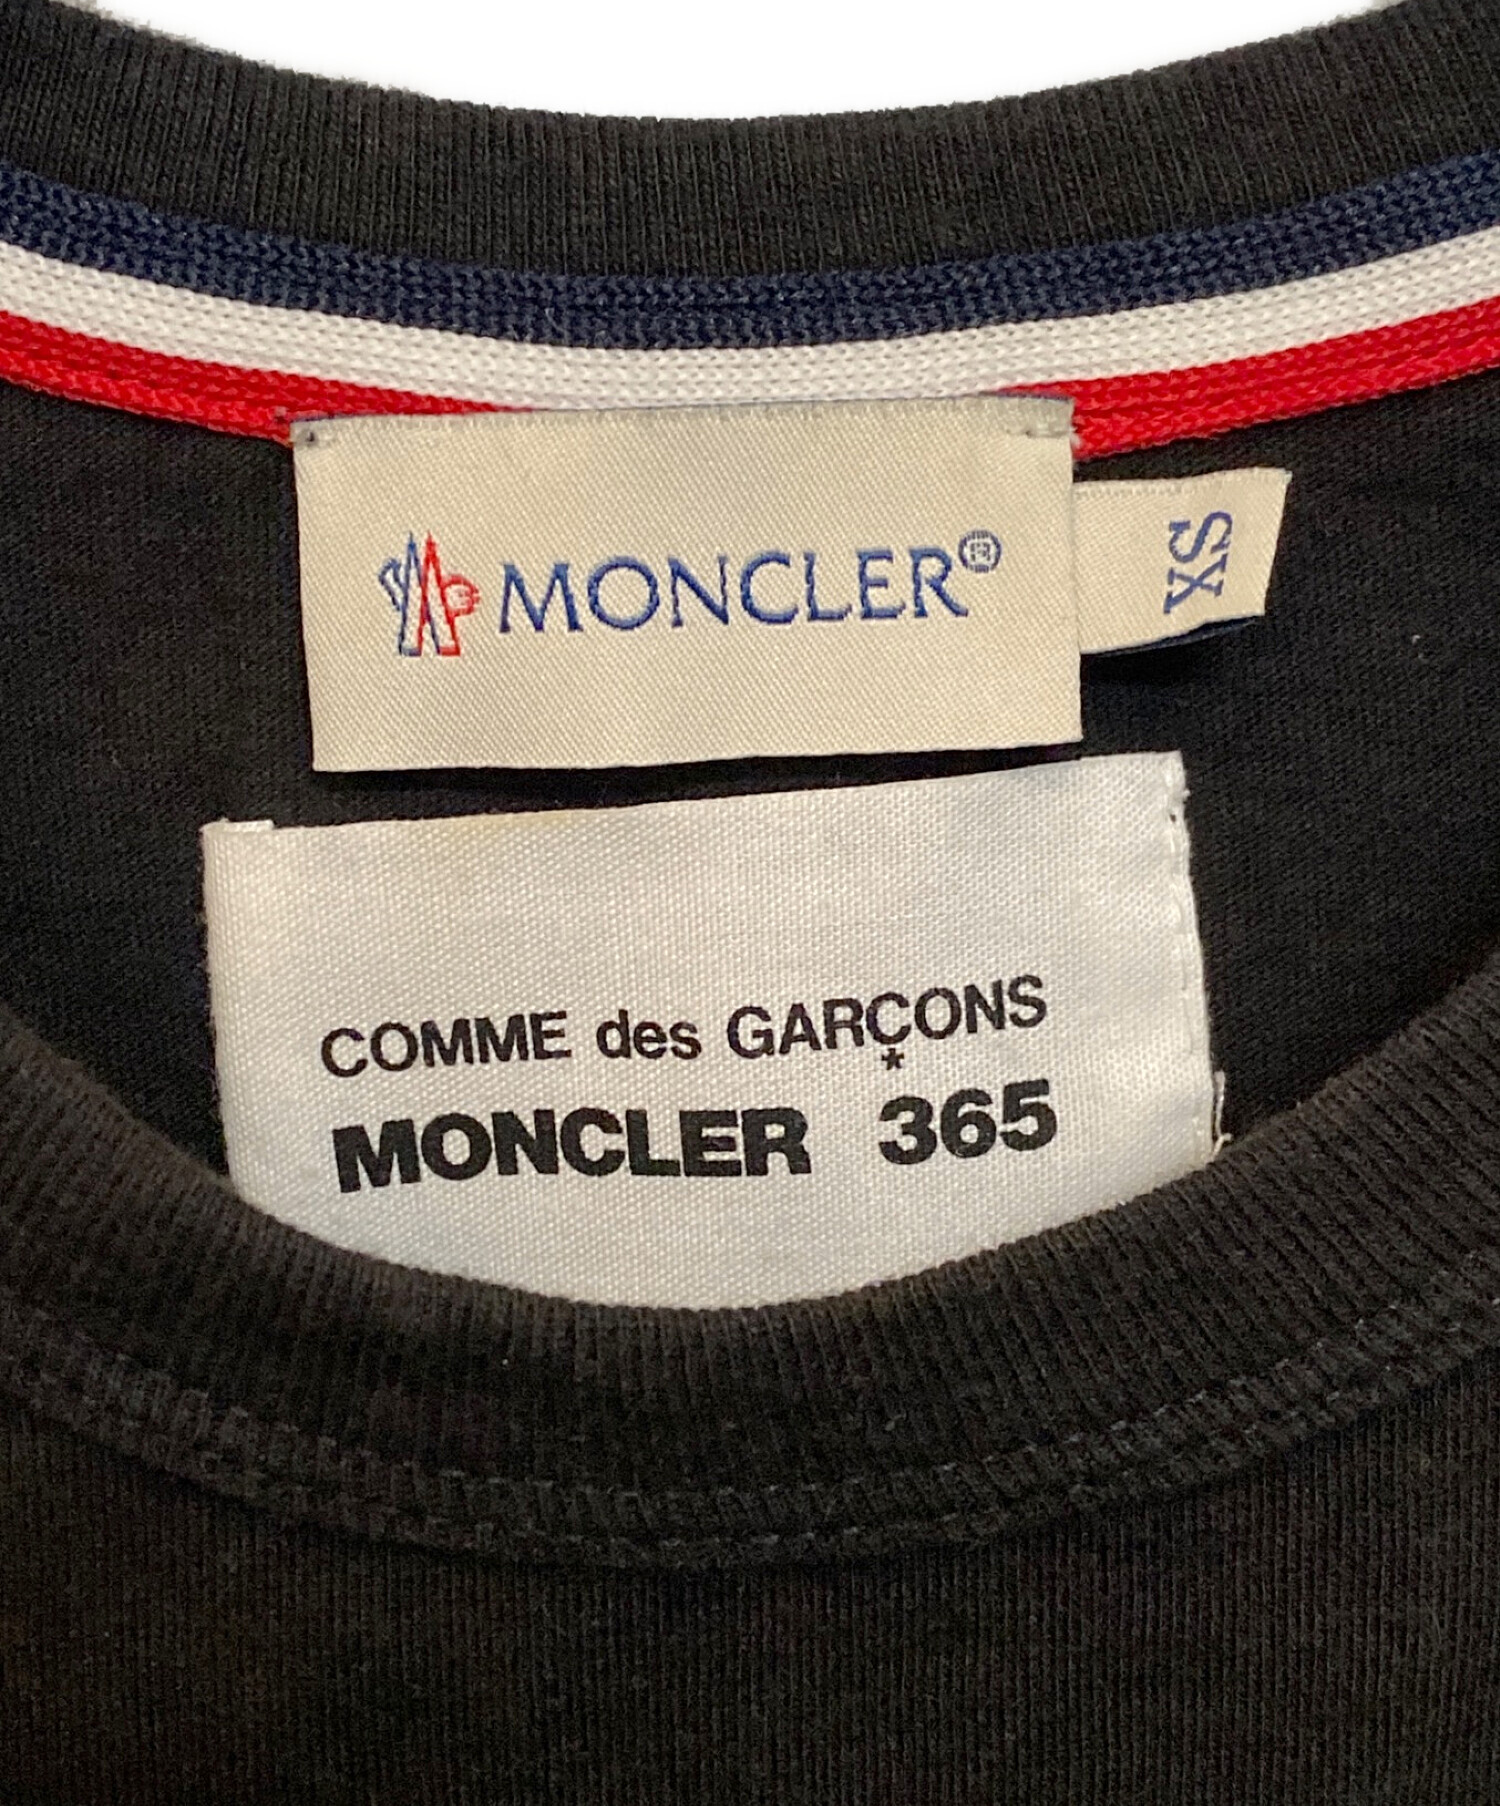 MONCLER®
XS
COMME des GARÇONS
*
MONCLER 365